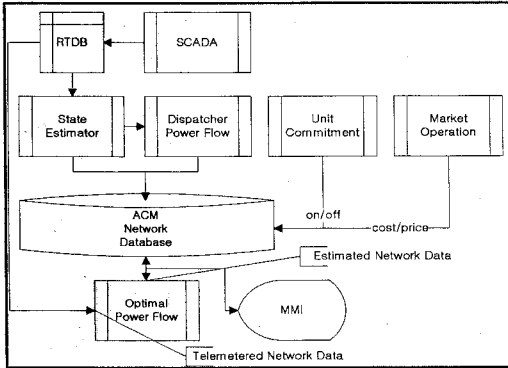 RTDB
SCADA
State
Estimator
Dispatcher
Power Flow
Unit
Commitment
Market
Operation
on/off
cost/price
ACM
Network
Database
Estimated Network Data
Optimal
Power Flow
MMI
Telemetered Network Data